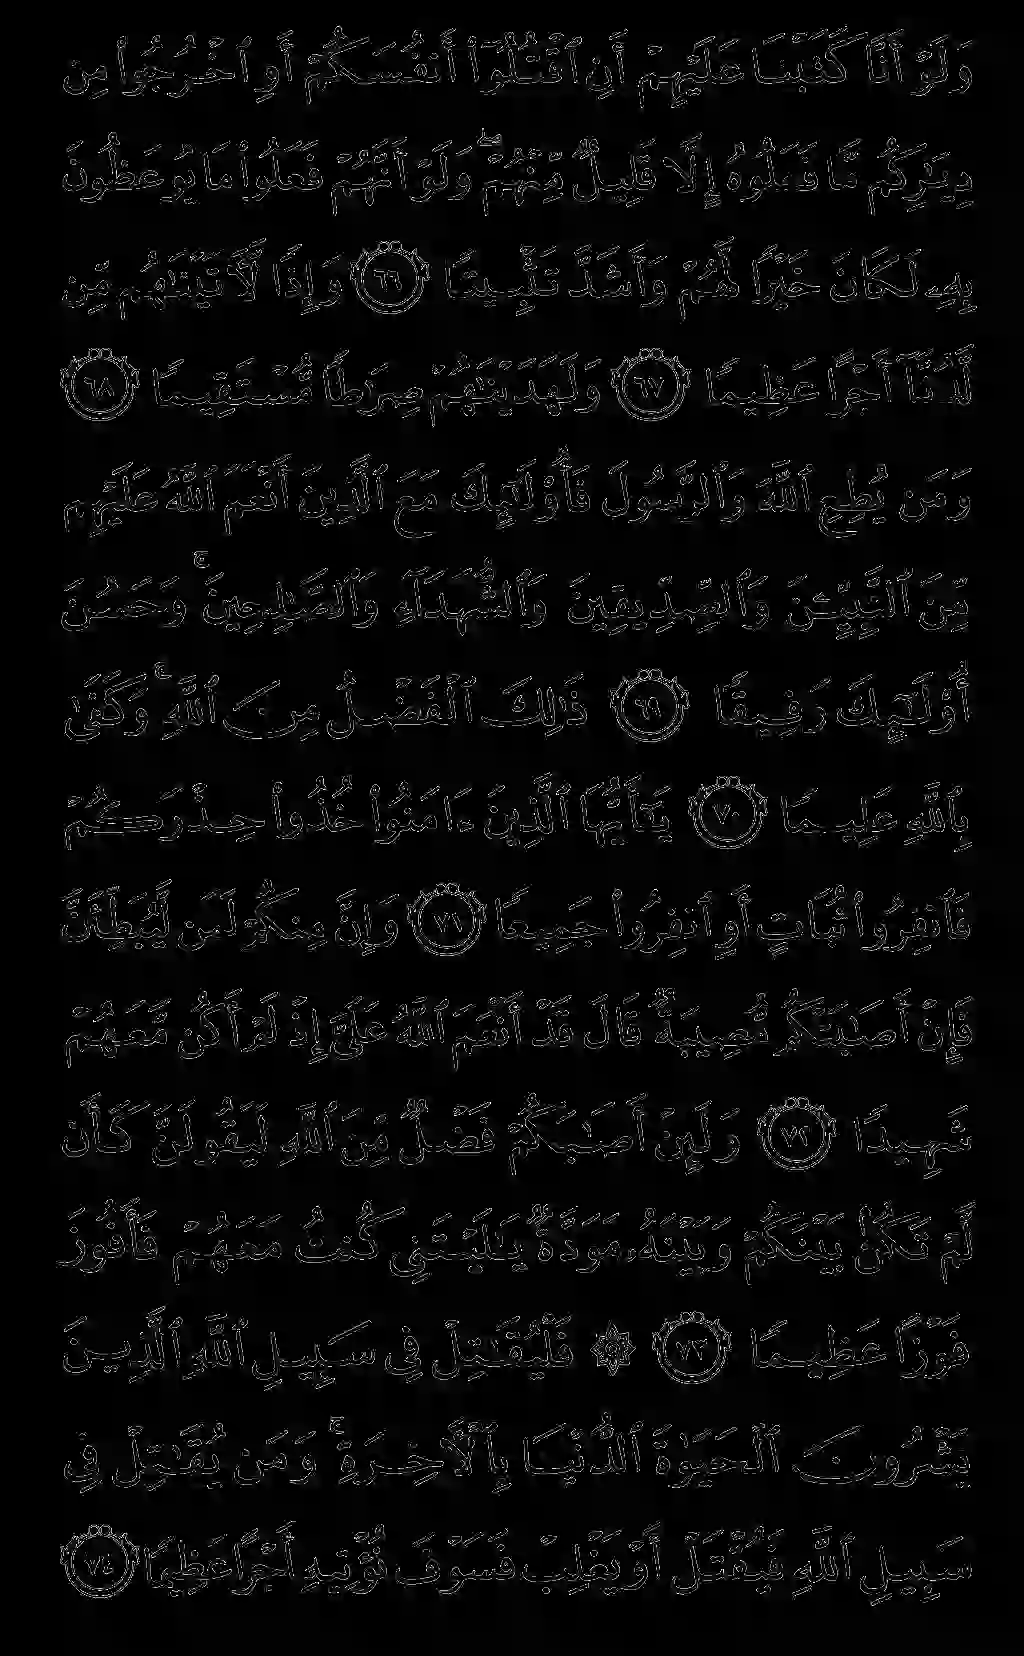 وَلَوْ أَنَّا كَتَبْنَا عَلَيْهِمْ أَنِ ٱقْتُلُوٓا۟ أَنفُسَكُمْ أَوِ ٱخْرُجُوا۟ مِن
دِيَـٰرِكُم مَّا فَعَلُوهُ إِلَّا قَلِيلٌ مِّنْهُمْ ۖ وَلَوْ أَنَّهُمْ فَعَلُوا۟ مَا يُوعَظُونَ
بِهِۦ لَكَانَ خَيْرًا لَّهُمْ وَأَشَدَّ تَثْبِيتًا ٦٦ وَإِذًا لَّـَٔاتَيْنَـٰهُم مِّن
لَّدُنَّآ أَجْرًا عَظِيمًا ٦٧ وَلَهَدَيْنَـٰهُمْ صِرَٰطًا مُّسْتَقِيمًا ٦٨
وَمَن يُطِعِ ٱللَّهَ وَٱلرَّسُولَ فَأُو۟لَـٰٓئِكَ مَعَ ٱلَّذِينَ أَنْعَمَ ٱللَّهُ عَلَيْهِم
مِّنَ ٱلنَّبِيِّـۧنَ وَٱلصِّدِّيقِينَ وَٱلشُّهَدَآءِ وَٱلصَّـٰلِحِينَ ۚ وَحَسُنَ
أُو۟لَـٰٓئِكَ رَفِيقًا ٦٩ ذَٰلِكَ ٱلْفَضْلُ مِنَ ٱللَّهِ ۚ وَكَفَىٰ
بِٱللَّهِ عَلِيمًا ٧٠ يَـٰٓأَيُّهَا ٱلَّذِينَ ءَامَنُوا۟ خُذُوا۟ حِذْرَكُمْ
فَٱنفِرُوا۟ ثُبَاتٍ أَوِ ٱنفِرُوا۟ جَمِيعًا ٧١ وَإِنَّ مِنكُمْ لَمَن لَّيُبَطِّئَنَّ
فَإِنْ أَصَـٰبَتْكُم مُّصِيبَةٌ قَالَ قَدْ أَنْعَمَ ٱللَّهُ عَلَىَّ إِذْ لَمْ أَكُن مَّعَهُمْ
شَهِيدًا ٧٢ وَلَئِنْ أَصَـٰبَكُمْ فَضْلٌ مِّنَ ٱللَّهِ لَيَقُولَنَّ كَأَن
لَّمْ تَكُنۢ بَيْنَكُمْ وَبَيْنَهُۥ مَوَدَّةٌ يَـٰلَيْتَنِى كُنتُ مَعَهُمْ فَأَفُوزَ
فَوْزًا عَظِيمًا ٧٣ ۞ فَلْيُقَـٰتِلْ فِى سَبِيلِ ٱللَّهِ ٱلَّذِينَ
يَشْرُونَ ٱلْحَيَوٰةَ ٱلدُّنْيَا بِٱلْـَٔاخِرَةِ ۚ وَمَن يُقَـٰتِلْ فِى
سَبِيلِ ٱللَّهِ فَيُقْتَلْ أَوْ يَغْلِبْ فَسَوْفَ نُؤْتِيهِ أَجْرًا عَظِيمًا ٧٤